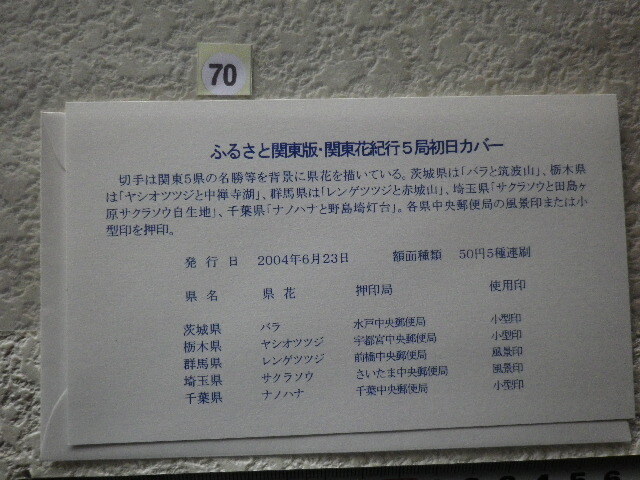 70
ふるさと関東版・関東花紀行５局初日カバー
切手は関東５県の名勝等を背景に県花を描いている。茨城県は「バラと筑波山」、栃木県
は「ヤシオツツジと中禅寺湖」、群馬県は「レンゲツツジと赤城山」、埼玉県「サクラソウと田島ヶ
原サクラソウ自生地」、千葉県「ナノハナと野島埼灯台」。各県中央郵便局の風景印または小
型印を押印。
発行日 2004年6月23日 額面種類 50円5種連刷
県名 県花 押印局 使用印
茨城県 バラ 水戸中央郵便局 小型印
栃木県 ヤシオツツジ 宇都宮中央郵便局 小型印
群馬県 レンゲツツジ 前橋中央郵便局 風景印
埼玉県 サクラソウ さいたま中央郵便局 風景印
千葉県 ナノハナ 千葉中央郵便局 小型印